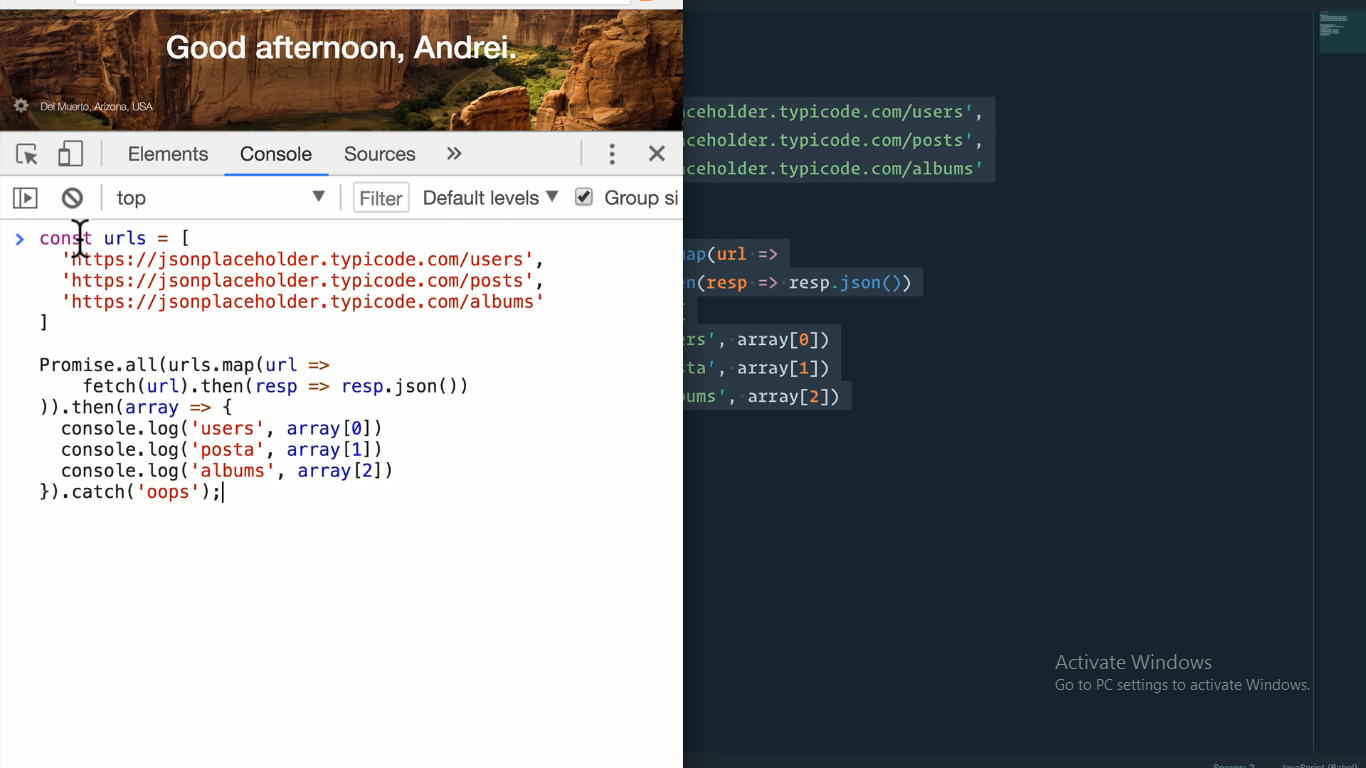 Good afternoon, Andrei.
Del Muerto, Arizona, USA
Elements Console Sources
top Filter Default levels Group si
const urls = [
'https://jsonplaceholder.typicode.com/users',
'https://jsonplaceholder.typicode.com/posts',
'https://jsonplaceholder.typicode.com/albums'
]
Promise.all(urls.map(url =>
fetch(url).then(resp => resp.json())
)).then(array => {
console.log('users', array[0])
console.log('posta', array[1])
console.log('albums', array[2])
}).catch('oops');
aceholder.typicode.com/users',
aceholder.typicode.com/posts',
aceholder.typicode.com/albums'
ap(url =>
en(resp => resp.json())
ers', array[0])
sta', array[1])
bums', array[2])
Activate Windows
Go to PC settings to activate Windows.